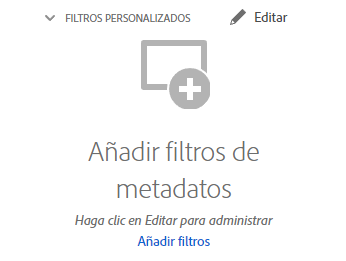 FILTROS PERSONALIZADOS Editar
Añadir filtros de
metadatos
Haga clic en Editar para administrar
Añadir filtros